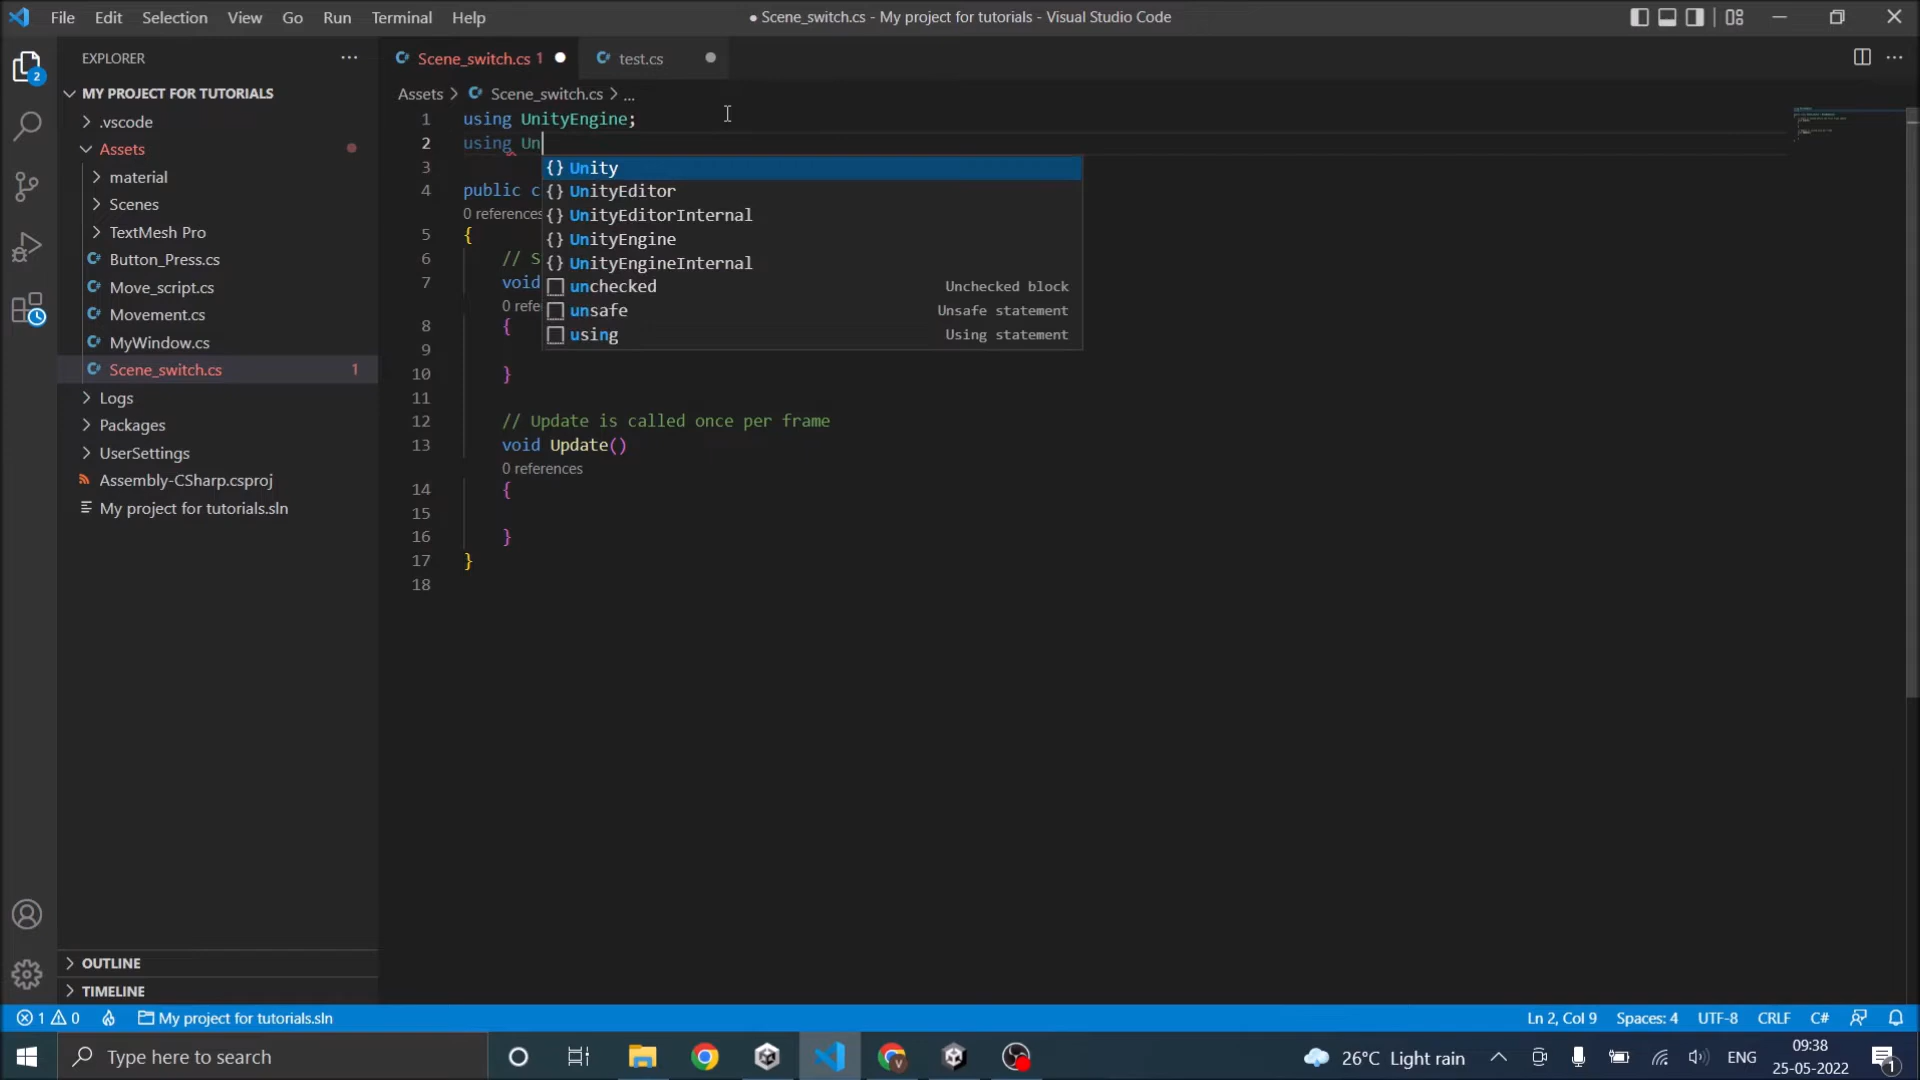 File Edit Selection View Go Run Terminal Help
● Scene_switch.cs - My project for tutorials - Visual Studio Code
EXPLORER
Scene_switch.cs 1
test.cs
MY PROJECT FOR TUTORIALS
Assets > Scene_switch.cs > ...
.vscode
Assets
material
Scenes
TextMesh Pro
Button_Press.cs
Move_script.cs
Movement.cs
MyWindow.cs
Scene_switch.cs 1
Logs
Packages
UserSettings
Assembly-CSharp.csproj
My project for tutorials.sln
OUTLINE
TIMELINE
2
1 using UnityEngine;
2 using Un
3
4 public c
0 references
5 {
6 // S
7 void
0 refe
8 {
9
10 }
11
12 // Update is called once per frame
13 void Update()
0 references
14 {
15
16 }
17 }
18
{} Unity
{} UnityEditor
{} UnityEditorInternal
{} UnityEngine
{} UnityEngineInternal
unchecked Unchecked block
unsafe Unsafe statement
using Using statement
1 0 My project for tutorials.sln
Ln 2, Col 9 Spaces: 4 UTF-8 CRLF C#
Type here to search
26°C Light rain
ENG
09:38
25-05-2022
1